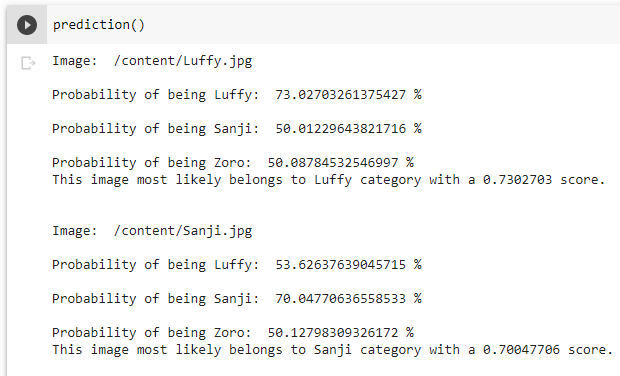 prediction()
Image:  /content/Luffy.jpg
Probability of being Luffy:  73.02703261375427 %
Probability of being Sanji:  50.01229643821716 %
Probability of being Zoro:  50.08784532546997 %
This image most likely belongs to Luffy category with a 0.7302703 score.
Image:  /content/Sanji.jpg
Probability of being Luffy:  53.62637639045715 %
Probability of being Sanji:  70.04770636558533 %
Probability of being Zoro:  50.12798309326172 %
This image most likely belongs to Sanji category with a 0.70047706 score.